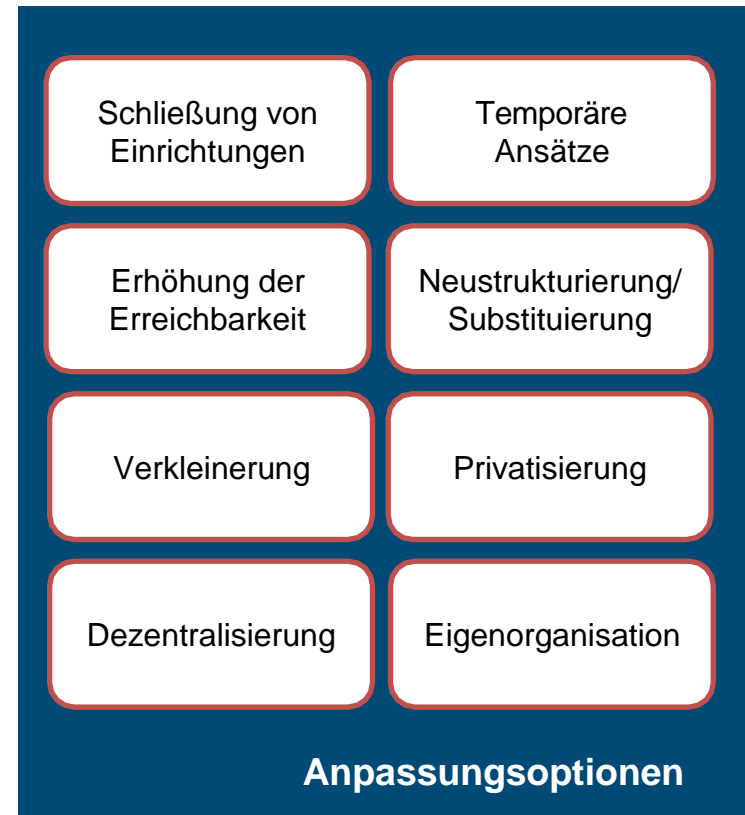 Schließung von
Einrichtungen
Temporäre
Ansätze
Erhöhung der
Erreichbarkeit
Neustrukturierung/
Substituierung
Verkleinerung
Privatisierung
Dezentralisierung
Eigenorganisation
Anpassungsoptionen